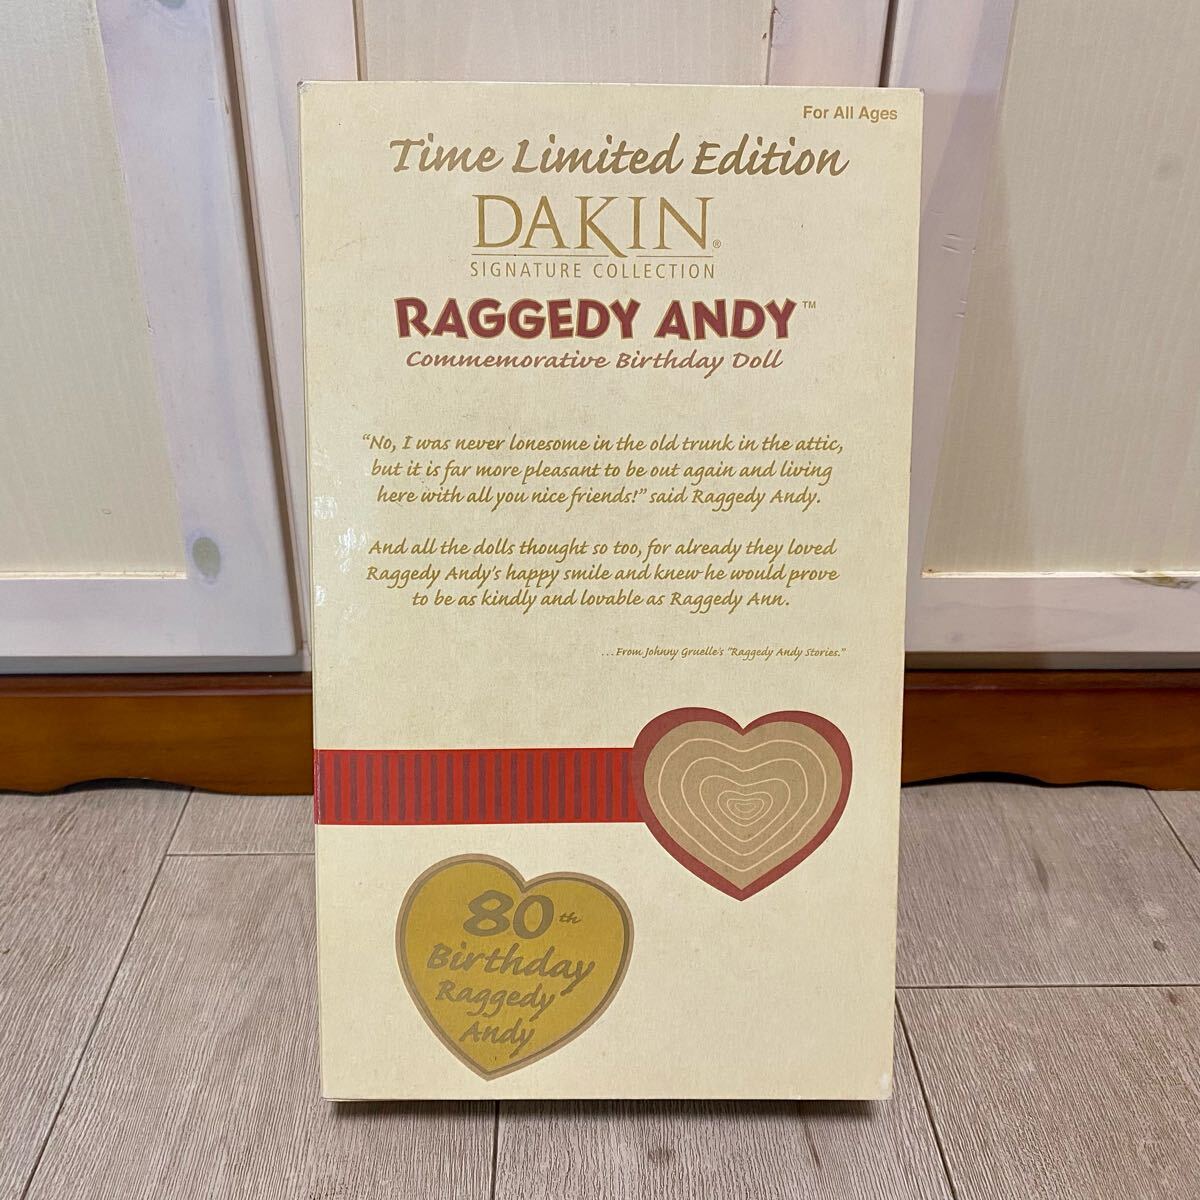 For All Ages
Time Limited Edition
DAKIN®
SIGNATURE COLLECTION
RAGGEDY ANDY™
Commemorative Birthday Doll
“No, I was never lonesome in the old trunk in the attic,
but it is far more pleasant to be out again and living
here with all you nice friends!” said Raggedy Andy.
And all the dolls thought so too, for already they loved
Raggedy Andy’s happy smile and knew he would prove
to be as kindly and lovable as Raggedy Ann.
...From Johnny Gruelle’s “Raggedy Andy Stories.”
80th
Birthday
Raggedy
Andy